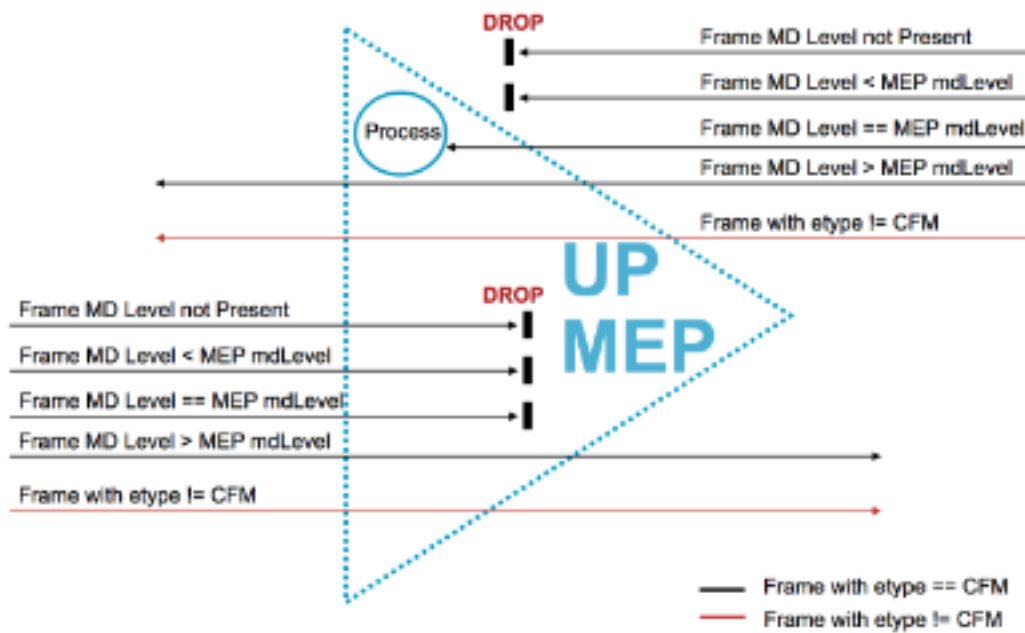 DROP
Frame MD Level not Present
Frame MD Level < MEP mdLevel
Process
Frame MD Level == MEP mdLevel
Frame MD Level > MEP mdLevel
Frame with etype != CFM
UP
MEP
DROP
Frame MD Level not Present
Frame MD Level < MEP mdLevel
Frame MD Level == MEP mdLevel
Frame MD Level > MEP mdLevel
Frame with etype != CFM
Frame with etype == CFM
Frame with etype != CFM